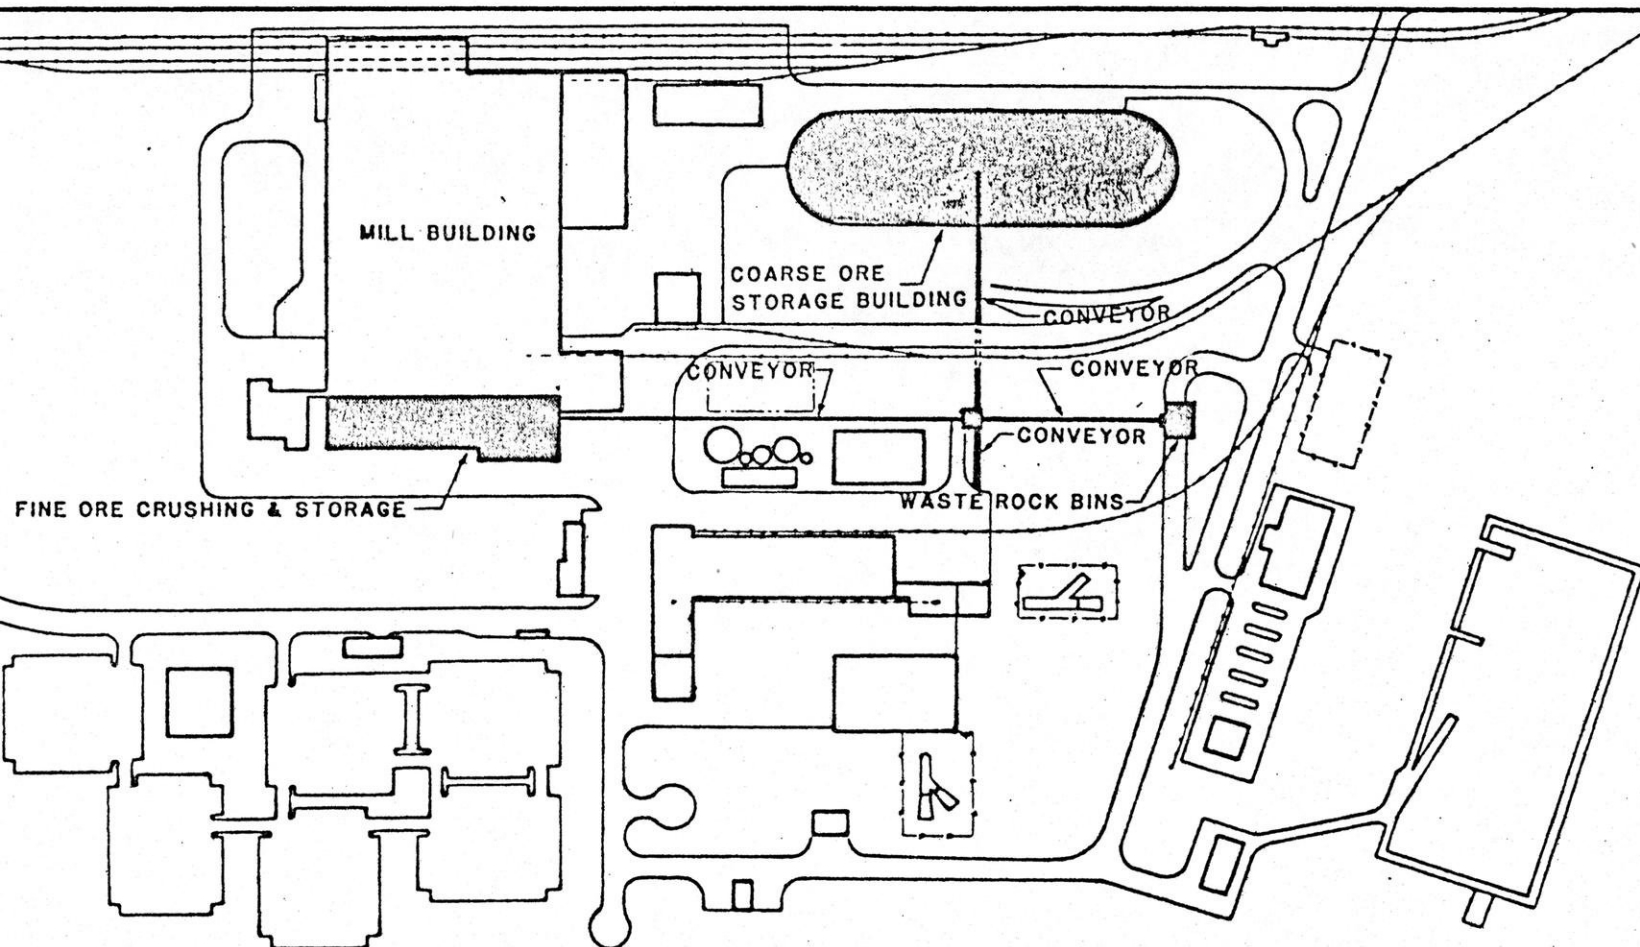 MILL BUILDING
COARSE ORE
STORAGE BUILDING
CONVEYOR
CONVEYOR
CONVEYOR
CONVEYOR
WASTE ROCK BINS
FINE ORE CRUSHING & STORAGE